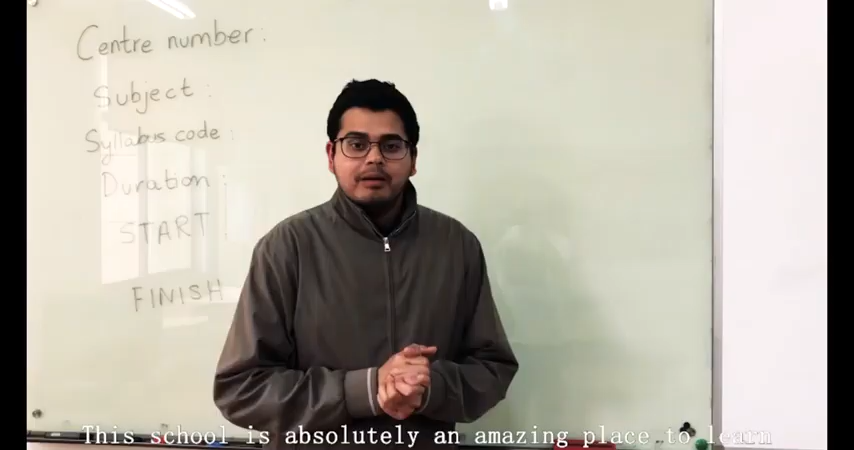 Centre number :
Subject :
Syllabus code :
Duration :
START
FINISH
This school is absolutely an amazing place to learn